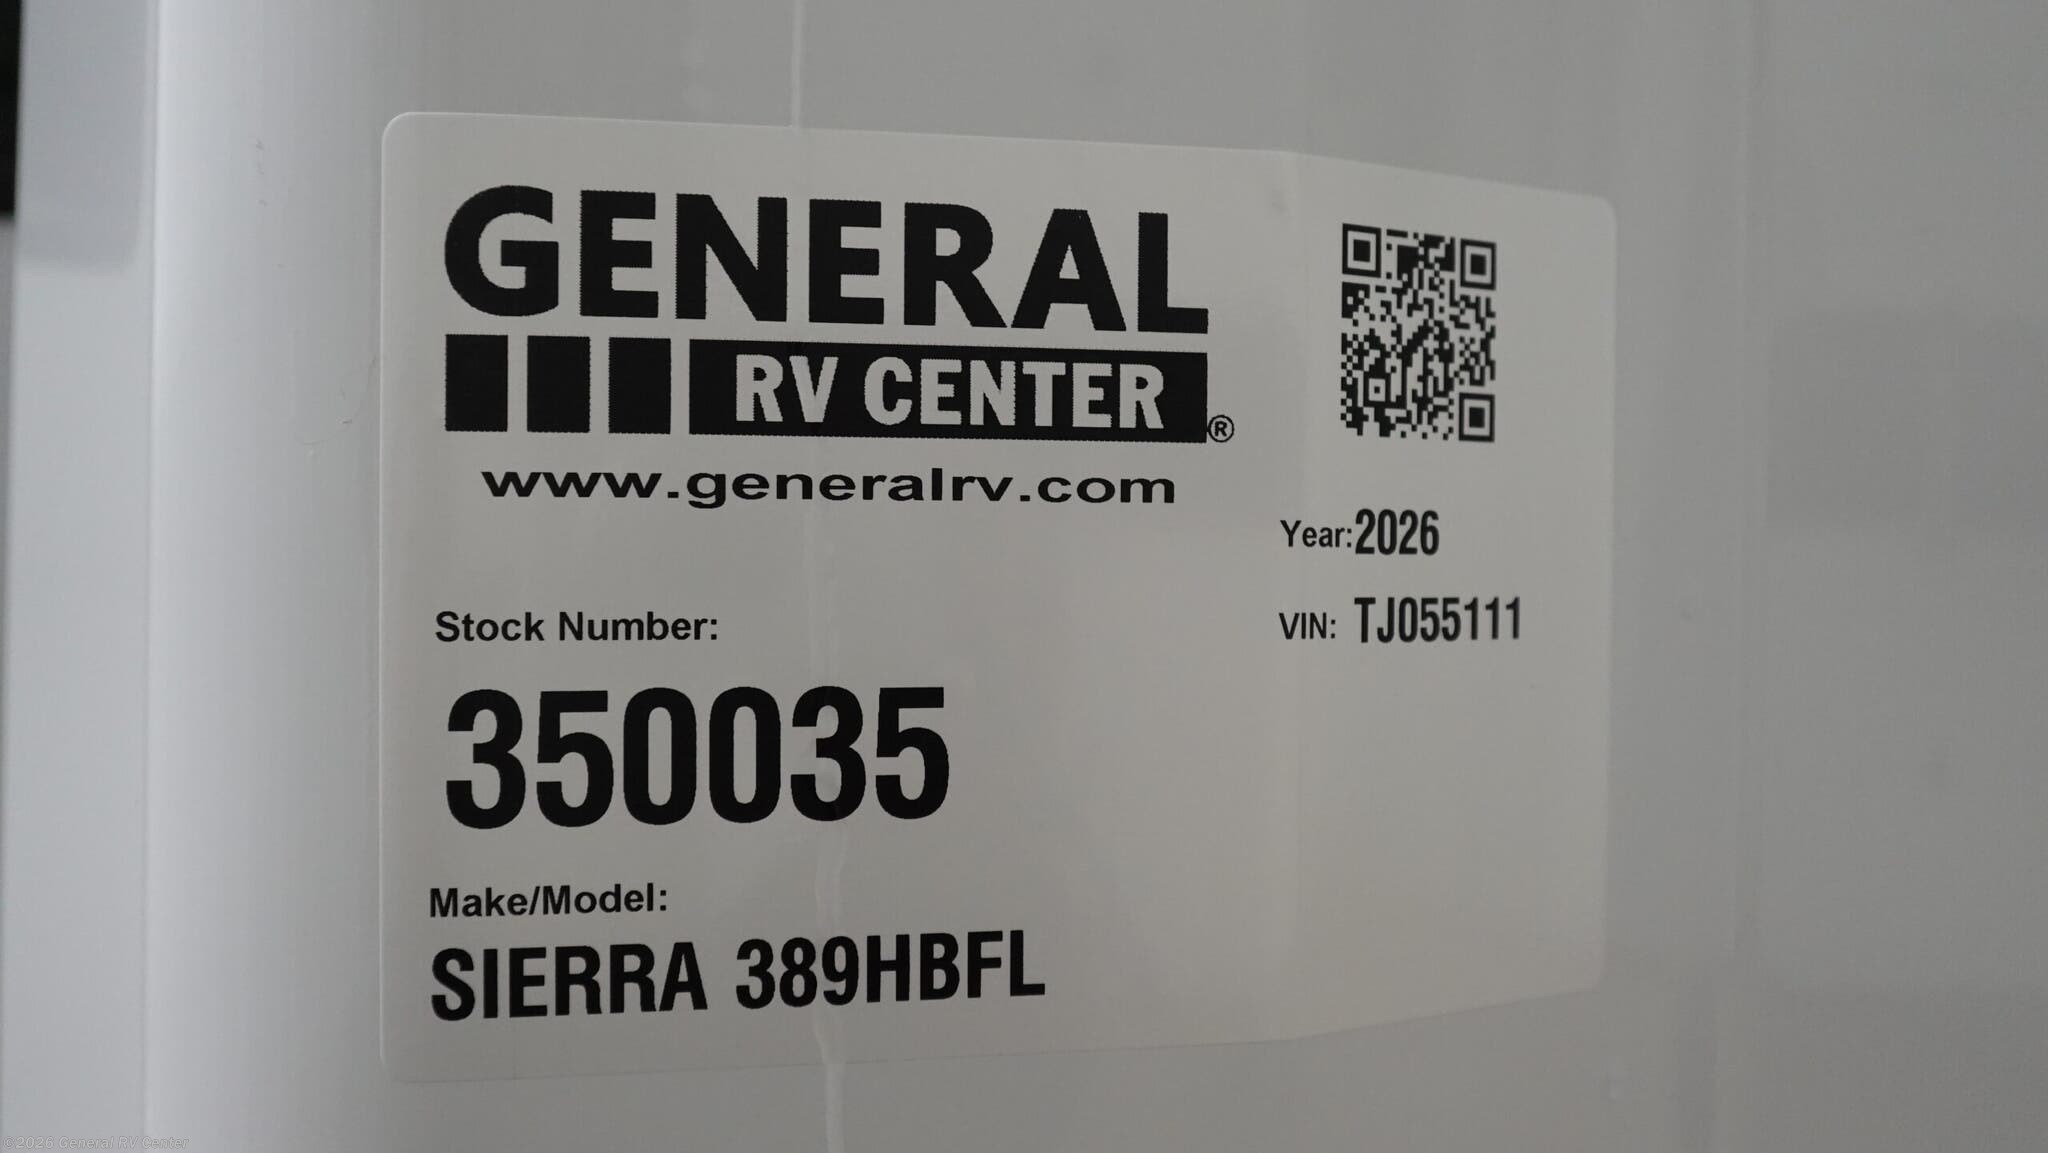 GENERAL
RV CENTER®
www.generalrv.com
Year:2026
VIN: TJ055111
Stock Number:
350035
Make/Model:
SIERRA 389HBFL
©2025 General RV Center